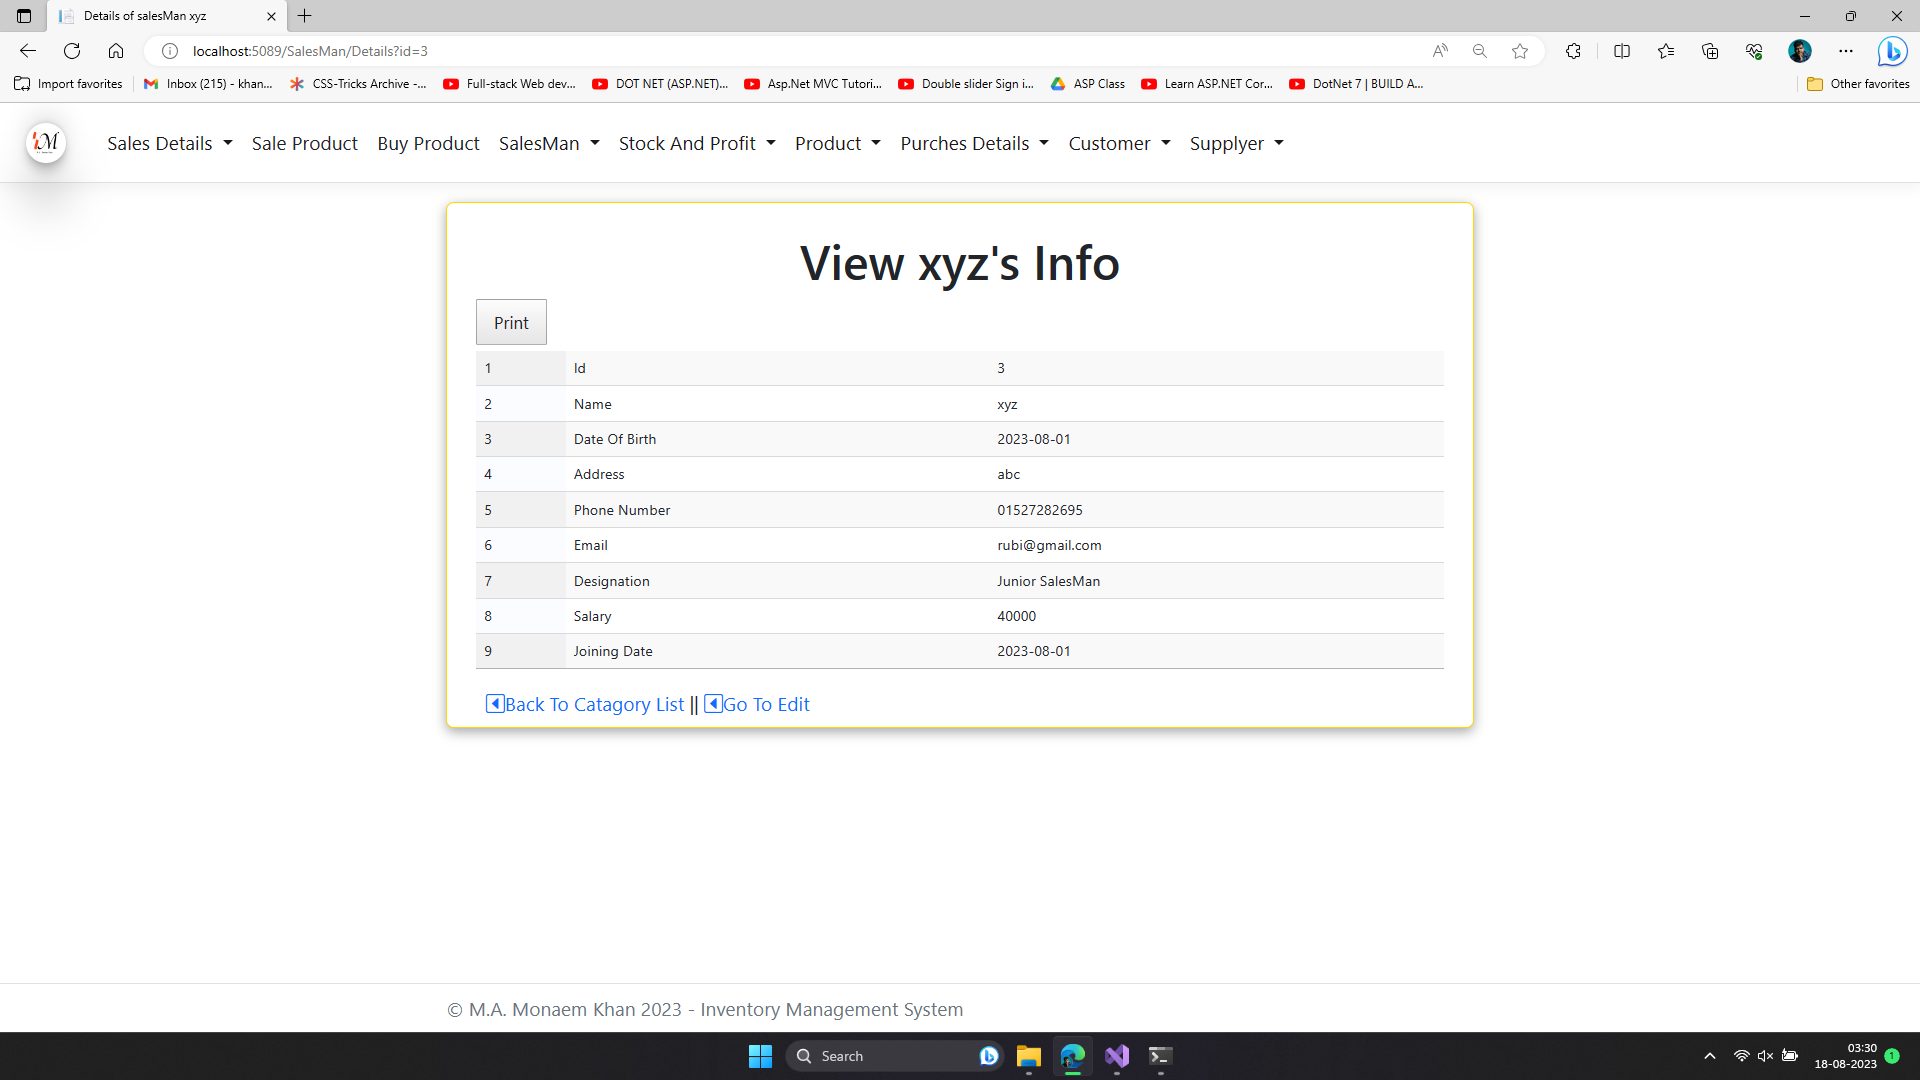 Details of salesMan xyz
localhost:5089/SalesMan/Details?id=3
Import favorites Inbox (215) - khan... CSS-Tricks Archive -... Full-stack Web dev... DOT NET (ASP.NET)... Asp.Net MVC Tutori... Double slider Sign i... ASP Class Learn ASP.NET Cor... DotNet 7 | BUILD A... Other favorites
M Sales Details Sale Product Buy Product SalesMan Stock And Profit Product Purches Details Customer Supplyer
View xyz's Info
Print
1 Id 3
2 Name xyz
3 Date Of Birth 2023-08-01
4 Address abc
5 Phone Number 01527282695
6 Email rubi@gmail.com
7 Designation Junior SalesMan
8 Salary 40000
9 Joining Date 2023-08-01
Back To Catagory List || Go To Edit
© M.A. Monaem Khan 2023 - Inventory Management System
Search
03:30
18-08-2023
1